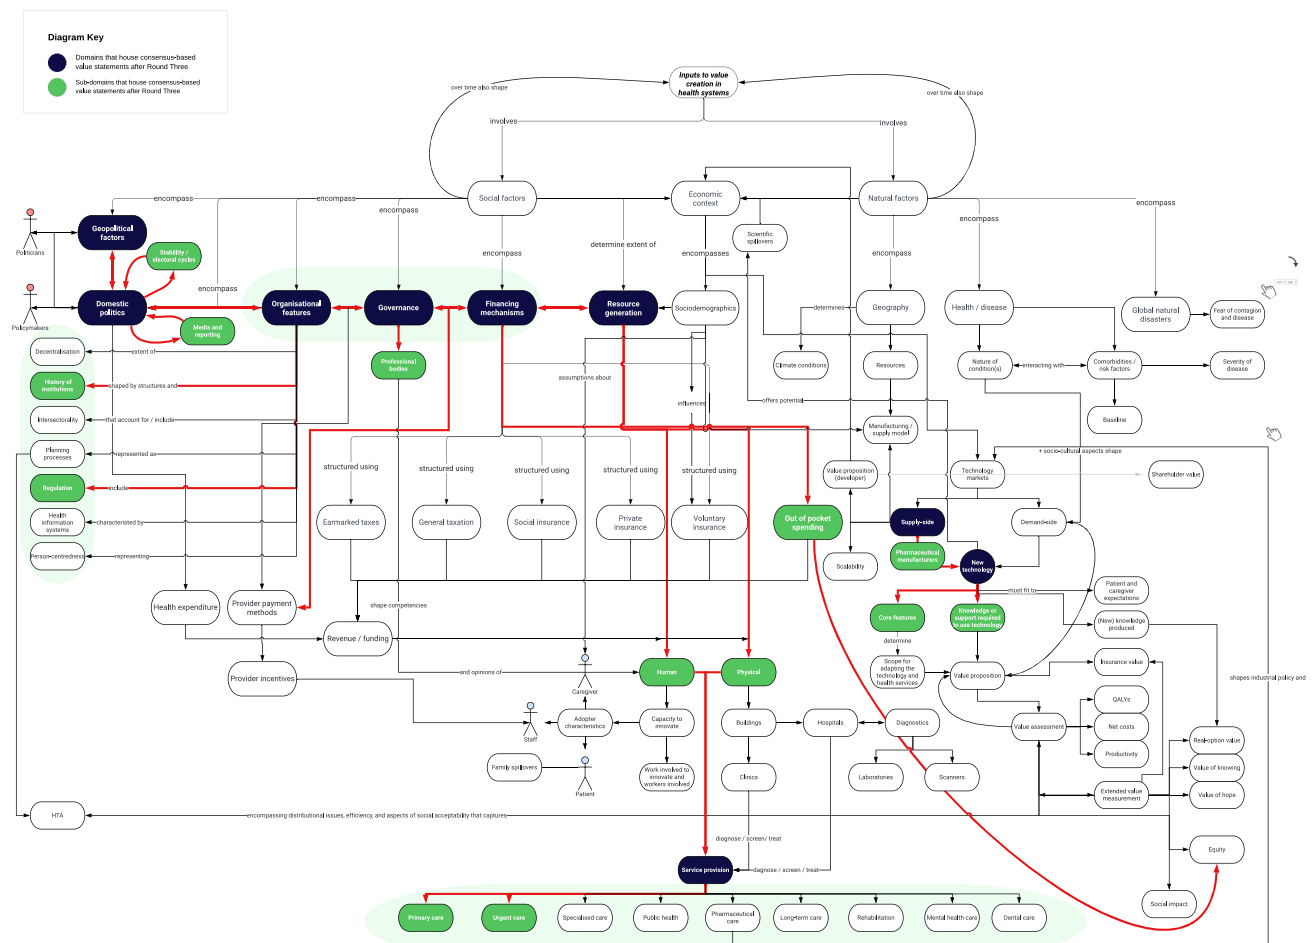 Diagram Key
Domains that house consensus-based
value statements after Round Three
Sub-domains that house consensus-based
value statements after Round Three
Inputs to value
creation in
health systems
over time also shape
over time also shape
involves
involves
Social factors
Economic
context
Natural factors
encompass
encompass
encompass
encompass
encompass
Politicians
Geopolitical
factors
Stability /
electoral cycles
Scientific
spillovers
determine extent of
encompass
encompasses
encompass
encompass
Policymakers
Domestic
politics
Organisational
features
Governance
Financing
mechanisms
Resource
generation
Sociodemographics
determines
Geography
Health / disease
Global natural
disasters
Fear of contagion
and disease
Media and
reporting
Decentralisation
extent of
Professional
bodies
Climate conditions
Resources
Nature of
condition(s)
interacting with
Comorbidities /
risk factors
Severity of
disease
History of
institutions
shaped by structures and
assumptions about
influences
offers potential
Intersectorality
that account for / include
Manufacturing /
supply model
Baseline
Planning
processes
represented as
+ socio-cultural aspects shape
structured using
structured using
structured using
structured using
structured using
Value proposition
(developer)
Technology
markets
Shareholder value
Regulation
include
Health
information
systems
characteristed by
Earmarked taxes
General taxation
Social insurance
Private
insurance
Voluntary
insurance
Out of pocket
spending
Supply-side
Demand-side
Person-centredness
representing
Pharmaceutical
manufacturers
Scalability
New
technology
Health expenditure
Provider payment
methods
shape competencies
must fit to
Patient and
caregiver
expectations
Core features
Knowledge or
support required
to use technology
(New) knowledge
produced
Revenue / funding
determine
Provider incentives
and opinions of
Caregiver
Human
Physical
Scope for
adapting the
technology and
health services
Value proposition
Insurance value
shapes industrial policy and
QALYs
Staff
Adopter
characteristics
Capacity to
innovate
Buildings
Hospitals
Diagnostics
Value assessment
Net costs
Real-option value
Productivity
Family spillovers
Patient
Work involved to
innovate and
workers involved
Clinics
Laboratories
Scanners
Value of knowing
Extended value
measurement
Value of hope
HTA
encompassing distributional issues, efficiency, and aspects of social acceptability that captures
diagnose / screen/ treat
Equity
Service provision
dagnose / screen / treat
Social impact
Primary care
Urgent care
Specialised care
Public health
Pharmaceutical
care
Long-term care
Rehabilitation
Mental health care
Dental care